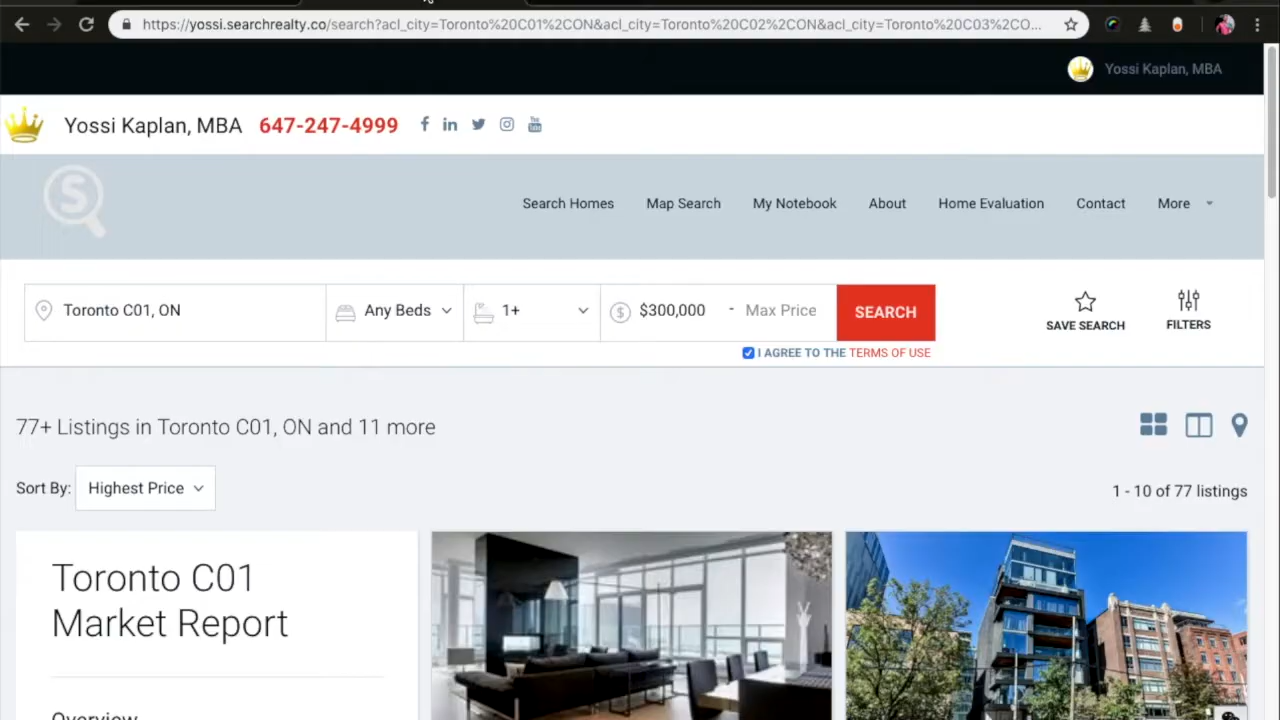 https://yossi.searchrealty.co/search?acl_city=Toronto%20C01%2CON&acl_city=Toronto%20C02%2CON&acl_city=Toronto%20C03%2CO...
Yossi Kaplan, MBA
Yossi Kaplan, MBA 647-247-4999
S
Search Homes Map Search My Notebook About Home Evaluation Contact More
Toronto C01, ON Any Beds 1+ $300,000 - Max Price SEARCH
SAVE SEARCH FILTERS
I AGREE TO THE TERMS OF USE
77+ Listings in Toronto C01, ON and 11 more
Sort By: Highest Price
1 - 10 of 77 listings
Toronto C01
Market Report
Overview